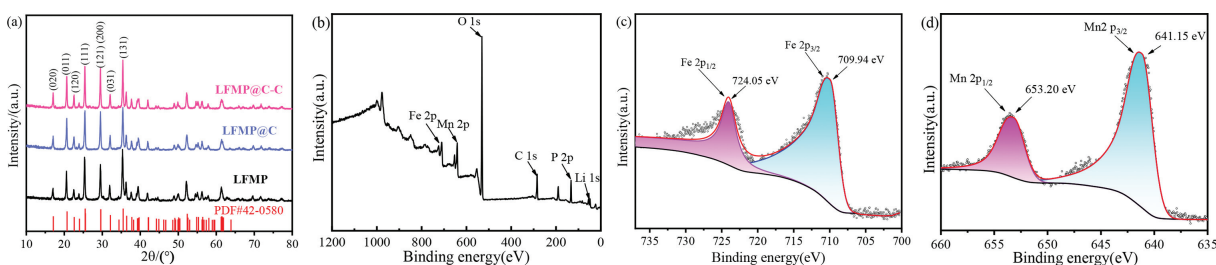 (a)
(020)
(011)
(120)
(111)
(121) (200)
(031)
(131)
LFMP@C-C
LFMP@C
LFMP
PDF#42-0580
Intensity/(a.u.)
10 20 30 40 50 60 70 80
2θ/(°)
(b)
O 1s
Fe 2p
Mn 2p
C 1s
P 2p
Li 1s
Intensity(a.u.)
1200 1000 800 600 400 200 0
Binding energy(eV)
(c)
Fe 2p3/2
709.94 eV
Fe 2p1/2
724.05 eV
Intensity(a.u.)
735 730 725 720 715 710 705 700
Binding energy(eV)
(d)
Mn2 p3/2
641.15 eV
Mn 2p1/2
653.20 eV
Intensity(a.u.)
660 655 650 645 640 635
Binding energy(eV)